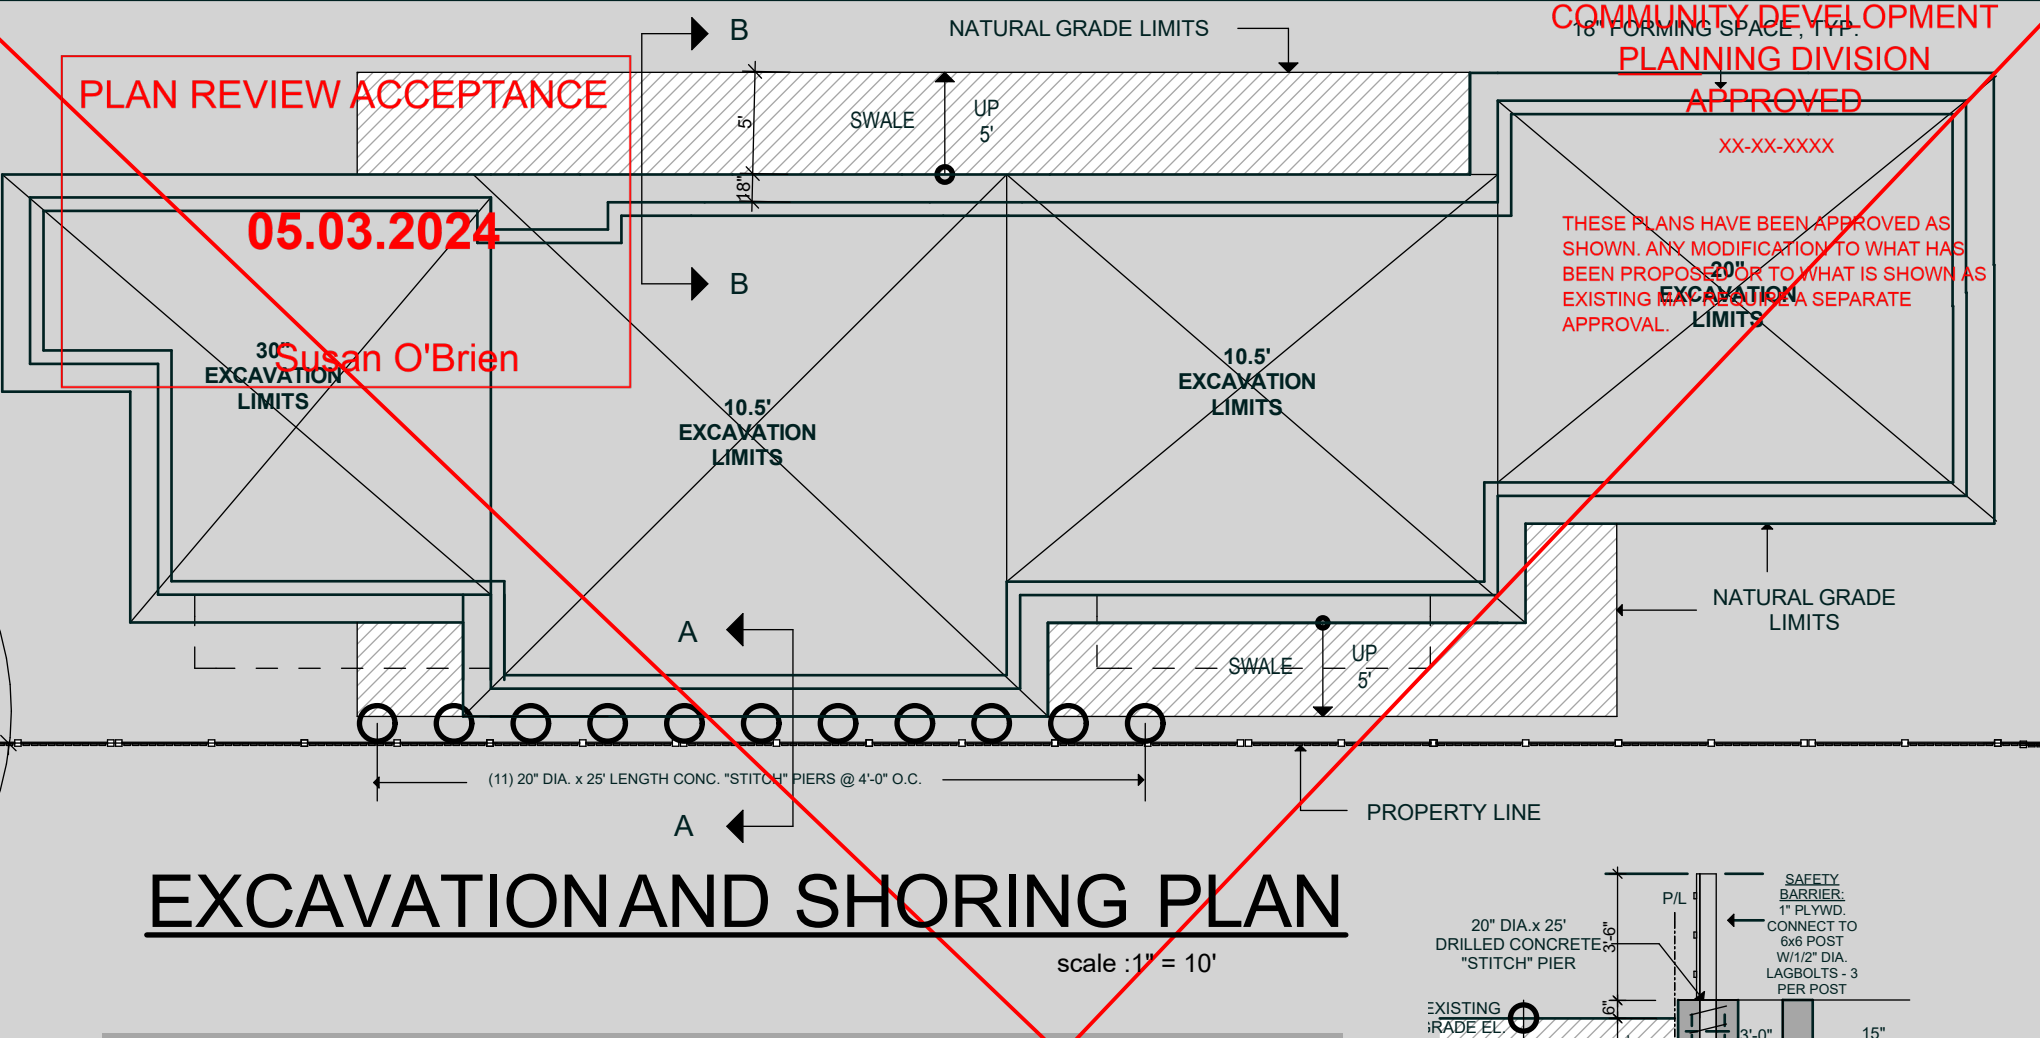 B
NATURAL GRADE LIMITS
COMMUNITY DEVELOPMENT
18" FORMING SPACE , TYP.
PLANNING DIVISION
APPROVED
XX-XX-XXXX
PLAN REVIEW ACCEPTANCE
5'
SWALE
UP
5'
18"
05.03.2024
THESE PLANS HAVE BEEN APPROVED AS
SHOWN. ANY MODIFICATION TO WHAT HAS
BEEN PROPOSED OR TO WHAT IS SHOWN AS
EXISTING MAY REQUIRE A SEPARATE
APPROVAL.
20"
EXCAVATION
LIMITS
B
Susan O'Brien
30"
EXCAVATION
LIMITS
10.5'
EXCAVATION
LIMITS
10.5'
EXCAVATION
LIMITS
NATURAL GRADE
LIMITS
A
SWALE
UP
5'
(11) 20" DIA. x 25' LENGTH CONC. "STITCH" PIERS @ 4'-0" O.C.
A
PROPERTY LINE
EXCAVATION AND SHORING PLAN
scale :1" = 10'
P/L
SAFETY
BARRIER:
1" PLYWD.
CONNECT TO
6x6 POST
W/1/2" DIA.
LAGBOLTS - 3
PER POST
20" DIA.x 25'
DRILLED CONCRETE
"STITCH" PIER
3'-6"
6"
EXISTING
GRADE EL.
3'-0"
15"